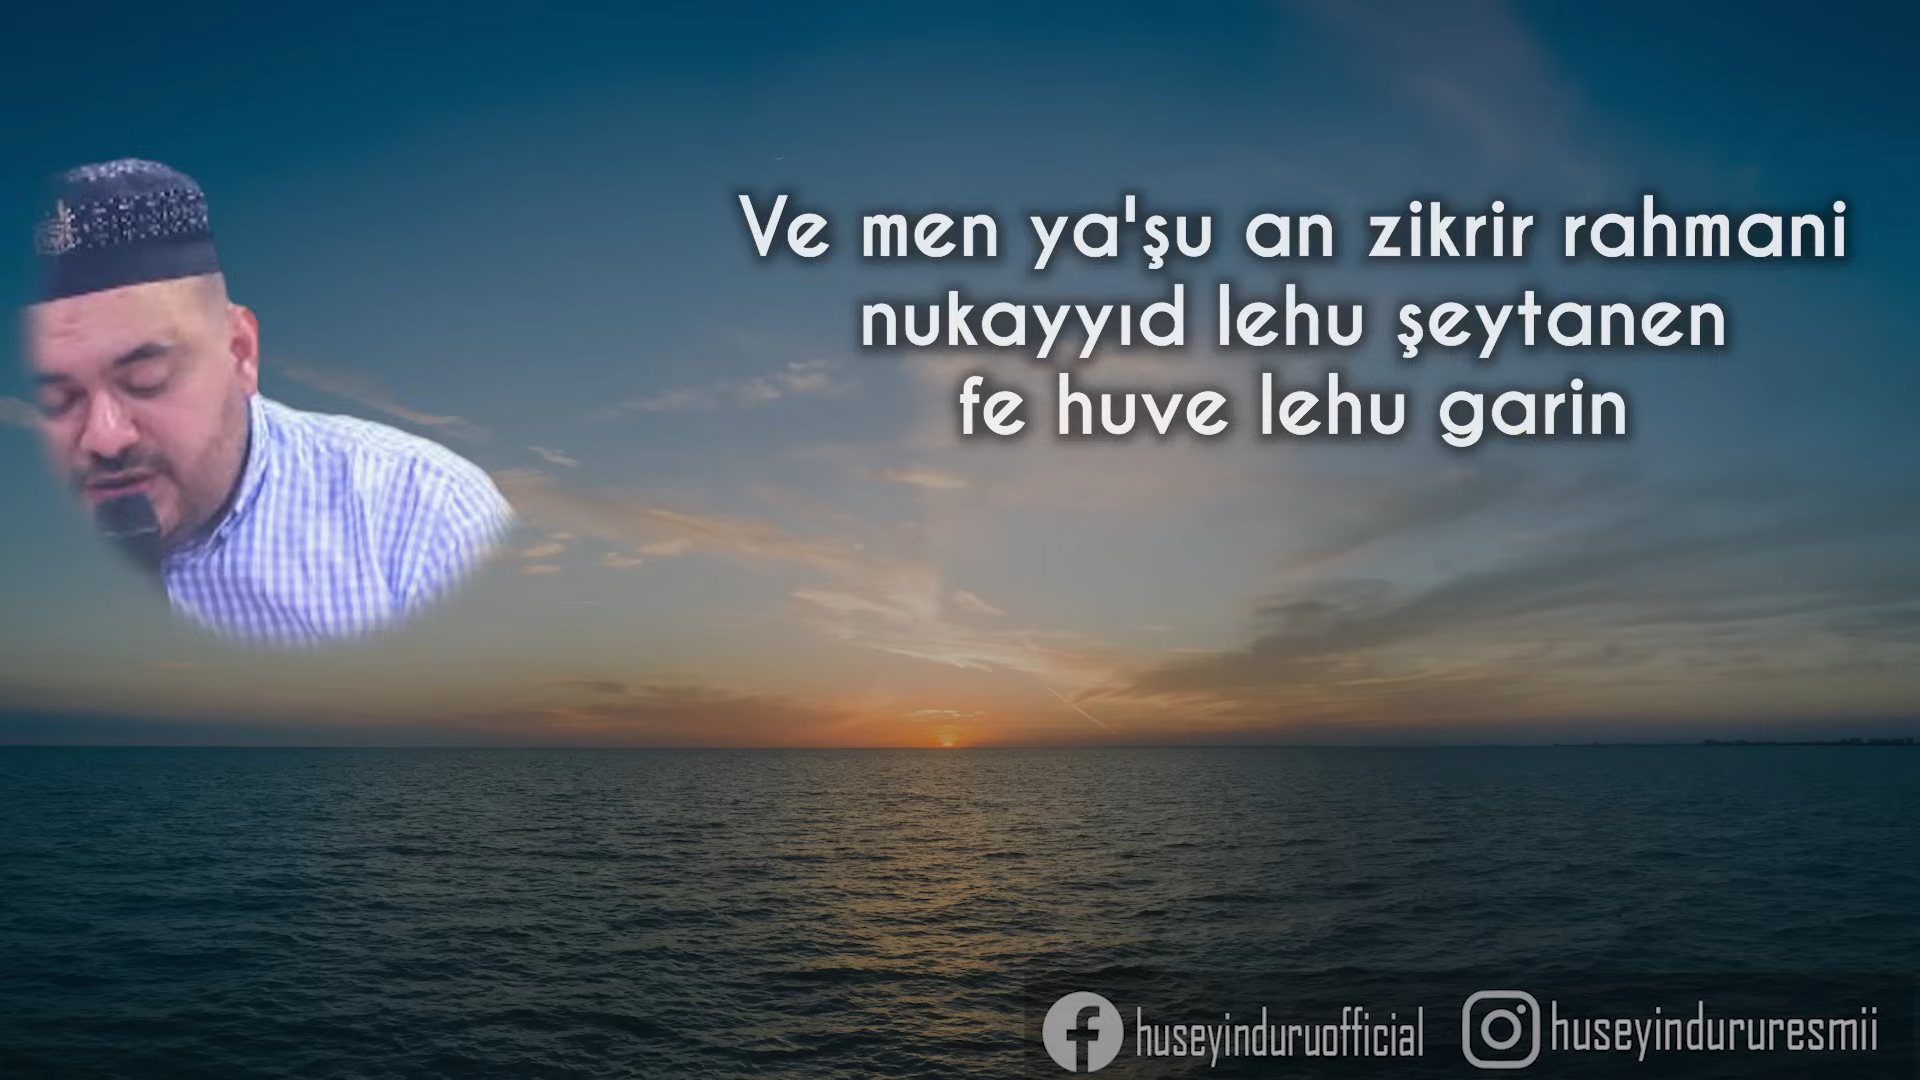 Ve men ya'şu an zikrir rahmani
nukayyıd lehu şeytanen
fe huve lehu garin
huseyinduruofficial
huseyindururesmii